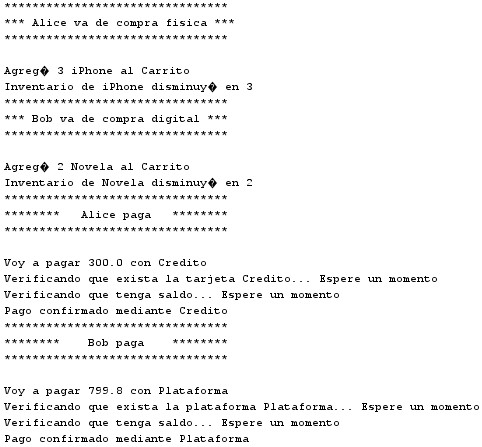 ********************************
*** Alice va de compra fisica ***
********************************
Agreg� 3 iPhone al Carrito
Inventario de iPhone disminuy� en 3
********************************
*** Bob va de compra digital ***
********************************
Agreg� 2 Novela al Carrito
Inventario de Novela disminuy� en 2
********************************
******** Alice paga ********
********************************
Voy a pagar 300.0 con Credito
Verificando que exista la tarjeta Credito... Espere un momento
Verificando que tenga saldo... Espere un momento
Pago confirmado mediante Credito
********************************
******** Bob paga ********
********************************
Voy a pagar 799.8 con Plataforma
Verificando que exista la plataforma Plataforma... Espere un momento
Verificando que tenga saldo... Espere un momento
Pago confirmado mediante Plataforma